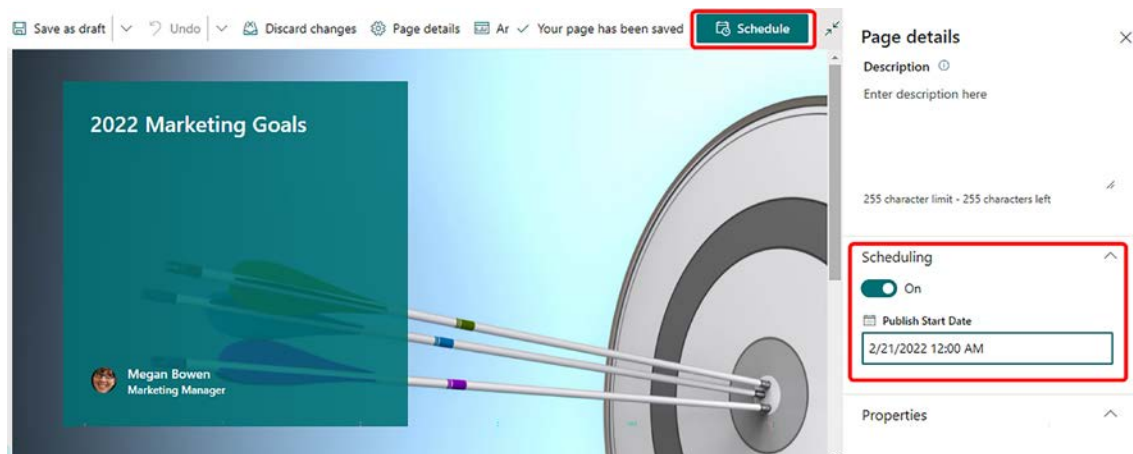 Save as draft Undo Discard changes Page details Ar Your page has been saved Schedule
2022 Marketing Goals
Megan Bowen
Marketing Manager
Page details
Description
Enter description here
255 character limit - 255 characters left
Scheduling
On
Publish Start Date
2/21/2022 12:00 AM
Properties